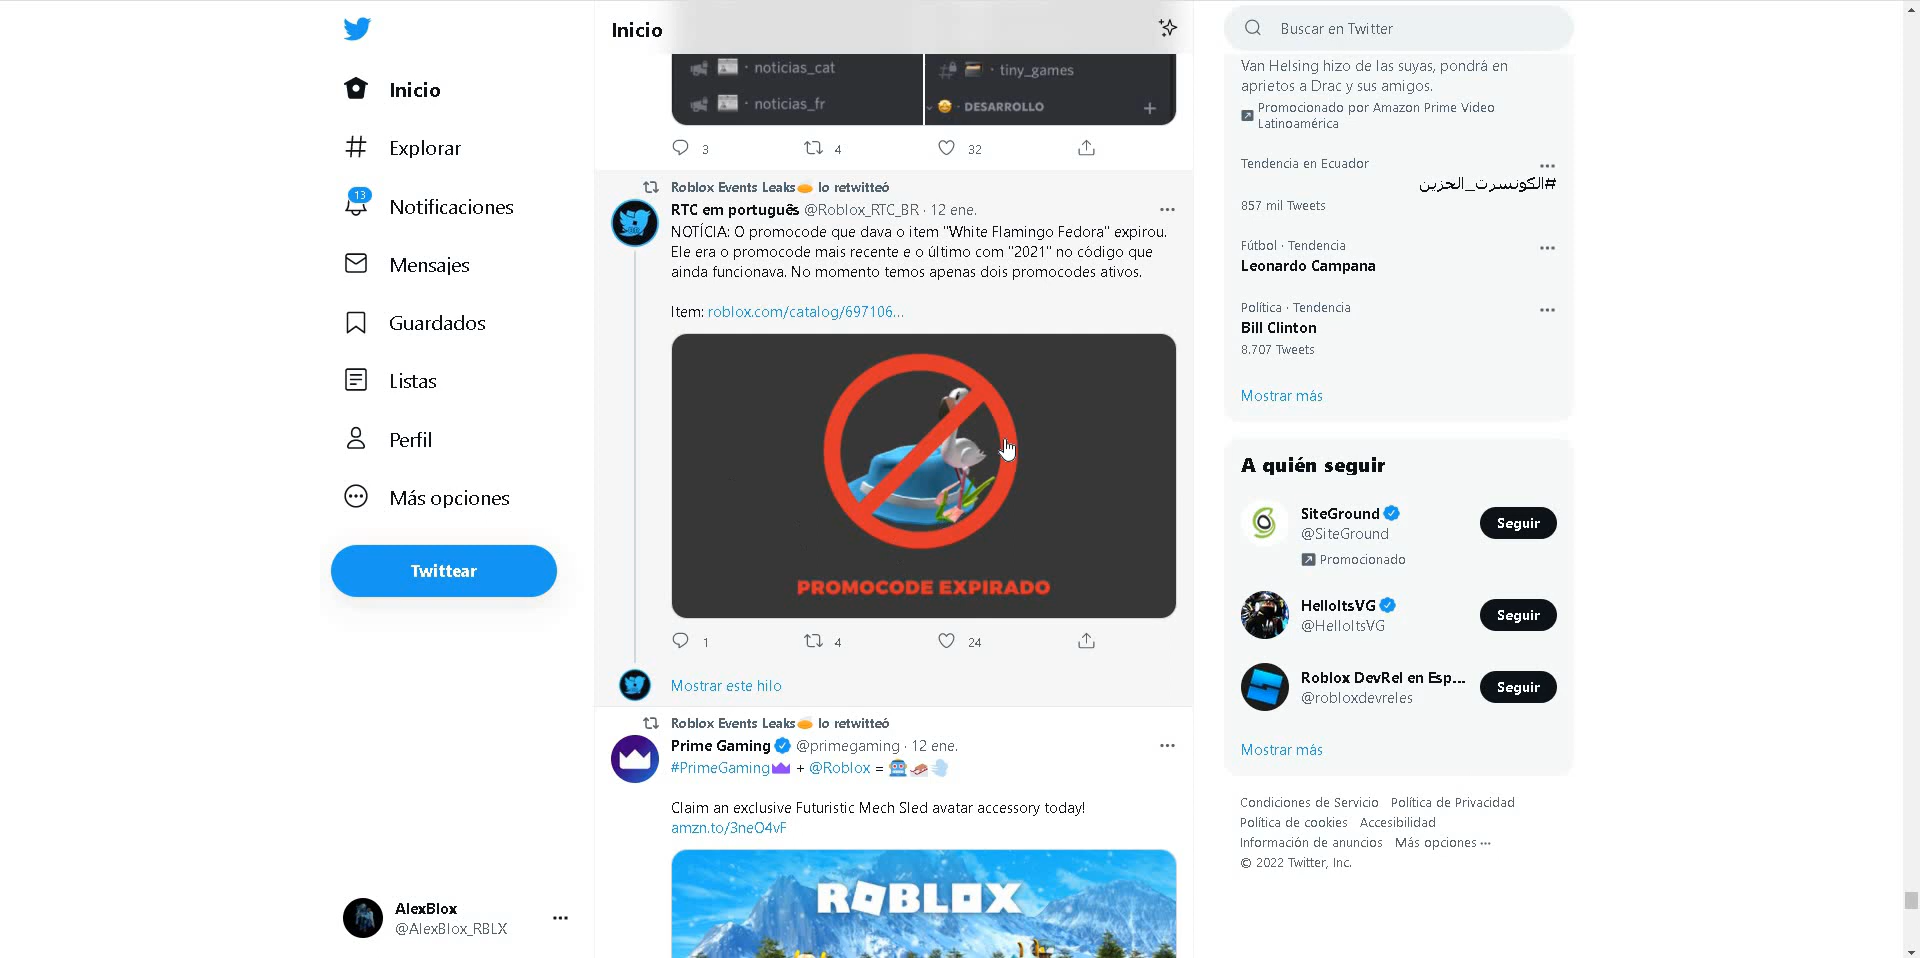 Inicio
Explorar
13
Notificaciones
Mensajes
Guardados
Listas
Perfil
Más opciones
Twittear
AlexBlox
@AlexBlox_RBLX
Inicio
· noticias_cat
· noticias_fr
· tiny_games
· DESARROLLO
3 4 32
Roblox Events Leaks lo retwitteó
RTC em português @Roblox_RTC_BR · 12 ene.
NOTÍCIA: O promocode que dava o item "White Flamingo Fedora" expirou.
Ele era o promocode mais recente e o último com "2021" no código que
ainda funcionava. No momento temos apenas dois promocodes ativos.
Item: roblox.com/catalog/697106...
PROMOCODE EXPIRADO
1 4 24
Mostrar este hilo
Roblox Events Leaks lo retwitteó
Prime Gaming @primegaming · 12 ene.
#PrimeGaming + @Roblox =
Claim an exclusive Futuristic Mech Sled avatar accessory today!
amzn.to/3neO4vF
ROBLOX
Buscar en Twitter
Van Helsing hizo de las suyas, pondrá en
aprietos a Drac y sus amigos.
Promocionado por Amazon Prime Video
Latinoamérica
Tendencia en Ecuador
#الكونسرت_الحزين
857 mil Tweets
Fútbol · Tendencia
Leonardo Campana
Política · Tendencia
Bill Clinton
8.707 Tweets
Mostrar más
A quién seguir
SiteGround
@SiteGround
Seguir
Promocionado
HelloItsVG
@HelloItsVG
Seguir
Roblox DevRel en Esp...
@robloxdevreles
Seguir
Mostrar más
Condiciones de Servicio Política de Privacidad
Política de cookies Accesibilidad
Información de anuncios Más opciones ···
© 2022 Twitter, Inc.